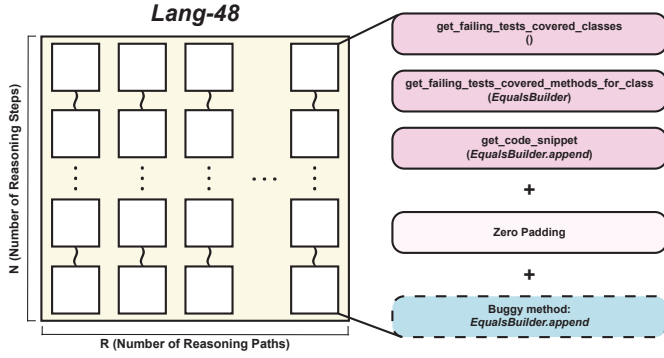 Lang-48
N (Number of Reasoning Steps)
R (Number of Reasoning Paths)
get_failing_tests_covered_classes
()
get_failing_tests_covered_methods_for_class
(EqualsBuilder)
get_code_snippet
(EqualsBuilder.append)
+
Zero Padding
+
Buggy method:
EqualsBuilder.append